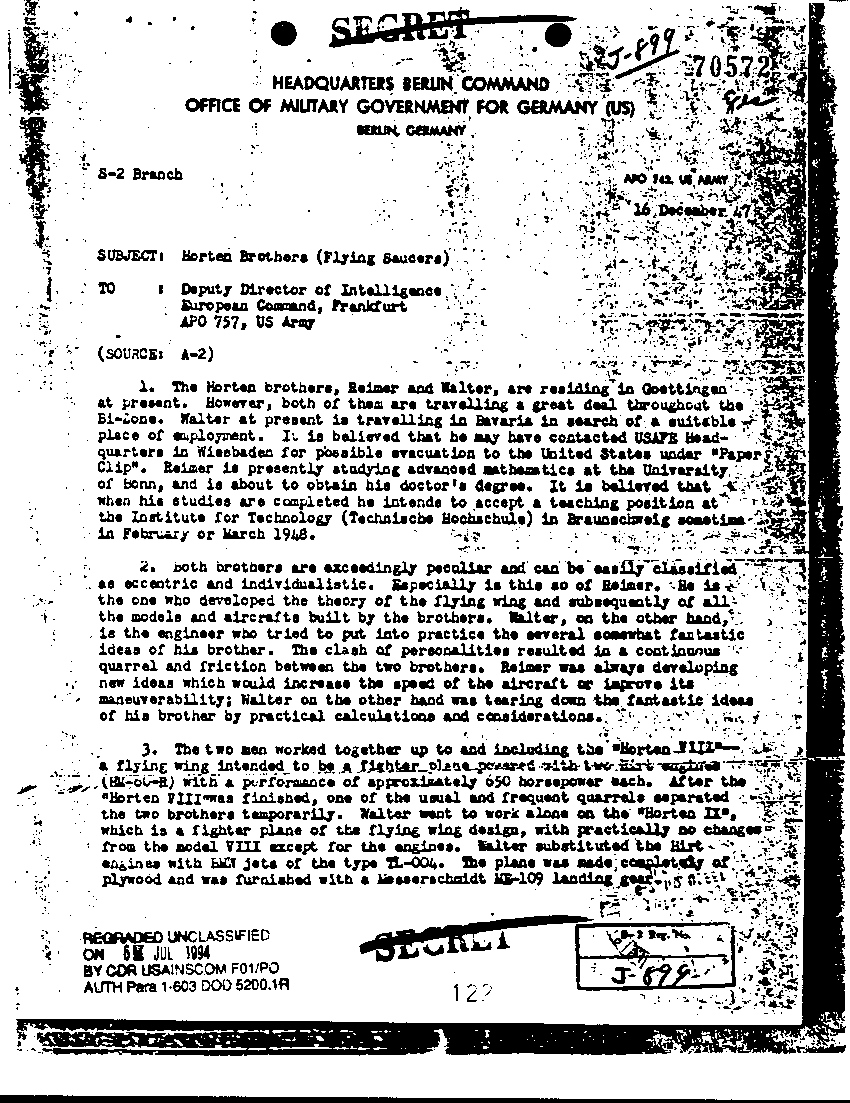 SECRET
J-899
70572
HEADQUARTERS BERLIN COMMAND
OFFICE OF MILITARY GOVERNMENT FOR GERMANY (US)
BERLIN, GERMANY
S-2 Branch
APO 742, US ARMY
16 December 47
SUBJECT: Horten Brothers (Flying Saucers)
TO : Deputy Director of Intelligence
European Command, Frankfurt
APO 757, US Army
(SOURCE: A-2)
1. The Horten brothers, Reimer and Walter, are residing in Goettingen
at present. However, both of them are travelling a great deal throughout the
Bi-Zone. Walter at present is travelling in Bavaria in search of a suitable
place of employment. It is believed that he may have contacted USAFE Head-
quarters in Wiesbaden for possible evacuation to the United States under "Paper
Clip". Reimer is presently studying advanced mathematics at the University
of Bonn, and is about to obtain his doctor's degree. It is believed that
when his studies are completed he intends to accept a teaching position at
the Institute for Technology (Technische Hochschule) in Braunschweig sometime
in February or March 1948.
2. Both brothers are exceedingly peculiar and can be easily classified
as eccentric and individualistic. Especially is this so of Reimer. He is
the one who developed the theory of the flying wing and subsequently of all
the models and aircrafts built by the brothers. Walter, on the other hand,
is the engineer who tried to put into practice the several somewhat fantastic
ideas of his brother. The clash of personalities resulted in a continuous
quarrel and friction between the two brothers. Reimer was always developing
new ideas which would increase the speed of the aircraft or improve its
maneuverability; Walter on the other hand was tearing down the fantastic ideas
of his brother by practical calculations and considerations.
3. The two men worked together up to and including the "Horten VIII"—
a flying wing intended to be a fighter plane powered with two Hirt engines
(HM-60-R) with a performance of approximately 650 horsepower each. After the
"Horten VIII" was finished, one of the usual and frequent quarrels separated
the two brothers temporarily. Walter went to work alone on the "Horten IX",
which is a fighter plane of the flying wing design, with practically no changes
from the model VIII except for the engines. Walter substituted the Hirt
engines with BMW jets of the type TL-004. The plane was made completely of
plywood and was furnished with a Messerschmidt ME-109 landing gear.
REGRADED UNCLASSIFIED
ON JUL 1994
BY CDR USAINSCOM F01/PO
AUTH Para 1-603 DOD 5200.1R
SECRET
122
Reg. No.
J-899